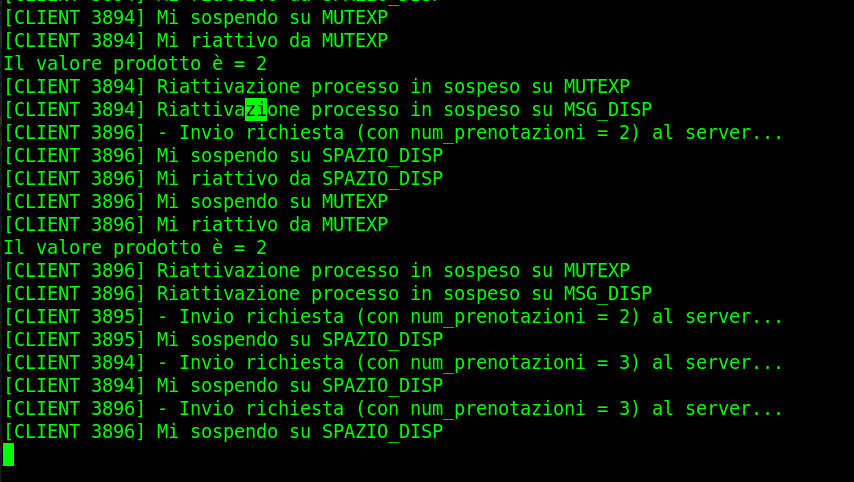 [CLIENT 3894] Mi sospendo su MUTEXP
[CLIENT 3894] Mi riattivo da MUTEXP
Il valore prodotto è = 2
[CLIENT 3894] Riattivazione processo in sospeso su MUTEXP
[CLIENT 3894] Riattivazione processo in sospeso su MSG_DISP
[CLIENT 3896] - Invio richiesta (con num_prenotazioni = 2) al server...
[CLIENT 3896] Mi sospendo su SPAZIO_DISP
[CLIENT 3896] Mi riattivo da SPAZIO_DISP
[CLIENT 3896] Mi sospendo su MUTEXP
[CLIENT 3896] Mi riattivo da MUTEXP
Il valore prodotto è = 2
[CLIENT 3896] Riattivazione processo in sospeso su MUTEXP
[CLIENT 3896] Riattivazione processo in sospeso su MSG_DISP
[CLIENT 3895] - Invio richiesta (con num_prenotazioni = 2) al server...
[CLIENT 3895] Mi sospendo su SPAZIO_DISP
[CLIENT 3894] - Invio richiesta (con num_prenotazioni = 3) al server...
[CLIENT 3894] Mi sospendo su SPAZIO_DISP
[CLIENT 3896] - Invio richiesta (con num_prenotazioni = 3) al server...
[CLIENT 3896] Mi sospendo su SPAZIO_DISP